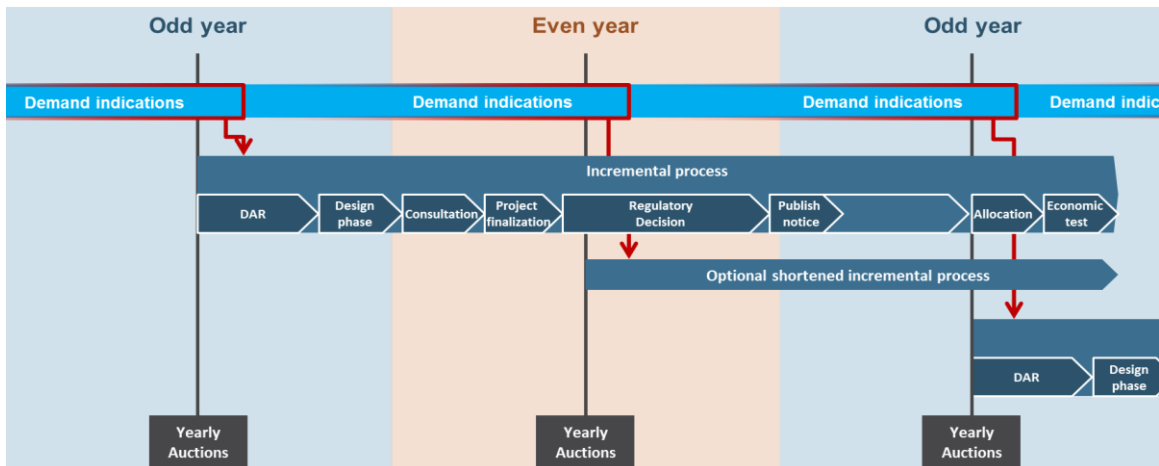 Odd year
Even year
Odd year
Demand indications
Demand indications
Demand indications
Demand indic
Incremental process
DAR
Design
phase
Consultation
Project
finalization
Regulatory
Decision
Publish
notice
Allocation
Economic
test
Optional shortened incremental process
DAR
Design
phase
Yearly
Auctions
Yearly
Auctions
Yearly
Auctions